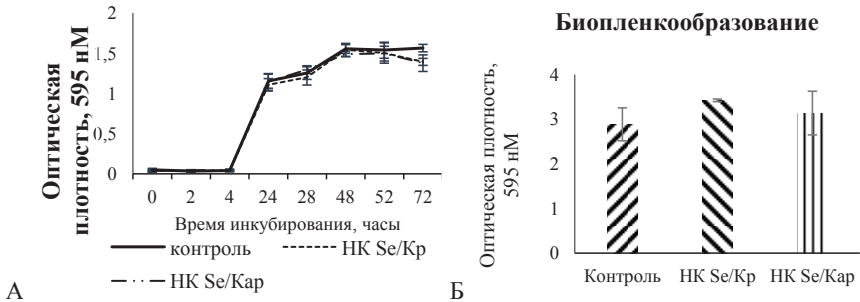 Оптическая
плотность, 595 нМ
2
1,5
1
0,5
0
0 2 4 24 28 48 52 72
Время инкубирования, часы
контроль
НК Se/Кр
НК Se/Кар
А
Биопленкообразование
Оптическая плотность,
595 нМ
4
3
2
1
0
Контроль НК Se/Кр НК Se/Кар
Б